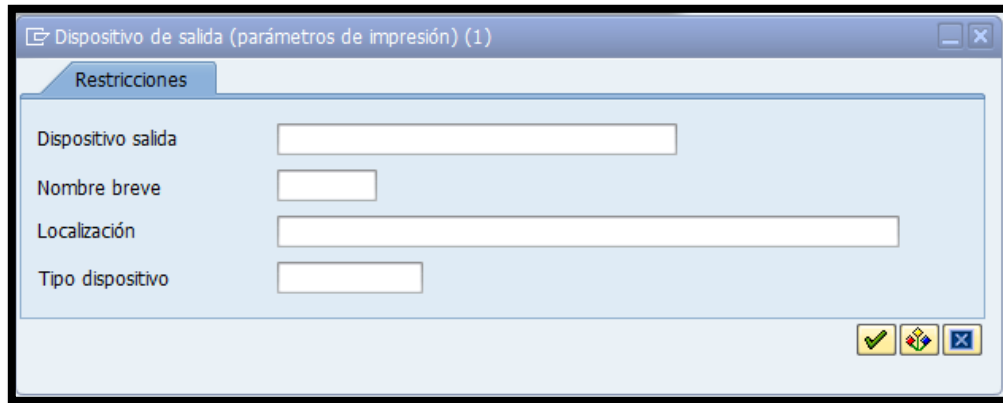 Dispositivo de salida (parámetros de impresión) (1)
Restricciones
Dispositivo salida
Nombre breve
Localización
Tipo dispositivo